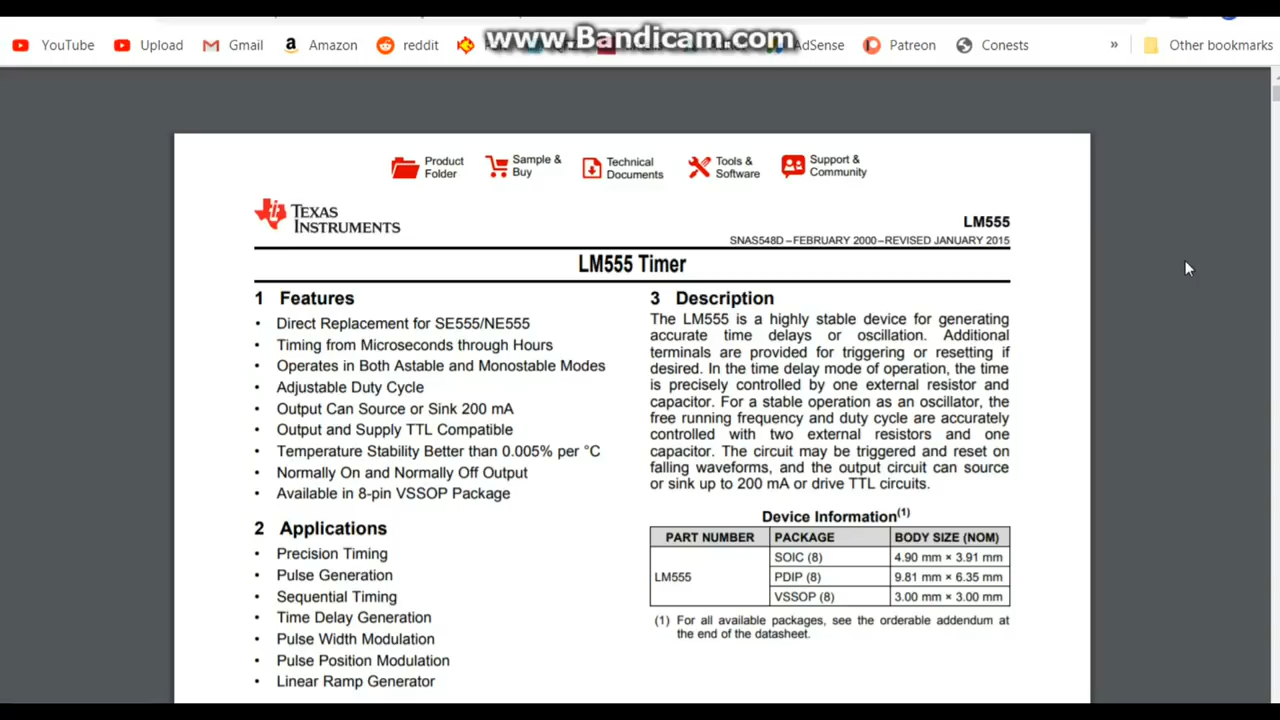 www.Bandicam.com
YouTube Upload Gmail Amazon reddit AdSense Patreon Conests » Other bookmarks
Product Folder
Sample & Buy
Technical Documents
Tools & Software
Support & Community
TEXAS INSTRUMENTS
LM555
SNAS548D – FEBRUARY 2000 – REVISED JANUARY 2015
LM555 Timer
1 Features
• Direct Replacement for SE555/NE555
• Timing from Microseconds through Hours
• Operates in Both Astable and Monostable Modes
• Adjustable Duty Cycle
• Output Can Source or Sink 200 mA
• Output and Supply TTL Compatible
• Temperature Stability Better than 0.005% per °C
• Normally On and Normally Off Output
• Available in 8-pin VSSOP Package
2 Applications
• Precision Timing
• Pulse Generation
• Sequential Timing
• Time Delay Generation
• Pulse Width Modulation
• Pulse Position Modulation
• Linear Ramp Generator
3 Description
The LM555 is a highly stable device for generating
accurate time delays or oscillation. Additional
terminals are provided for triggering or resetting if
desired. In the time delay mode of operation, the time
is precisely controlled by one external resistor and
capacitor. For a stable operation as an oscillator, the
free running frequency and duty cycle are accurately
controlled with two external resistors and one
capacitor. The circuit may be triggered and reset on
falling waveforms, and the output circuit can source
or sink up to 200 mA or drive TTL circuits.
Device Information(1)
PART NUMBER PACKAGE BODY SIZE (NOM)
SOIC (8) 4.90 mm × 3.91 mm
LM555 PDIP (8) 9.81 mm × 6.35 mm
VSSOP (8) 3.00 mm × 3.00 mm
(1) For all available packages, see the orderable addendum at
the end of the datasheet.